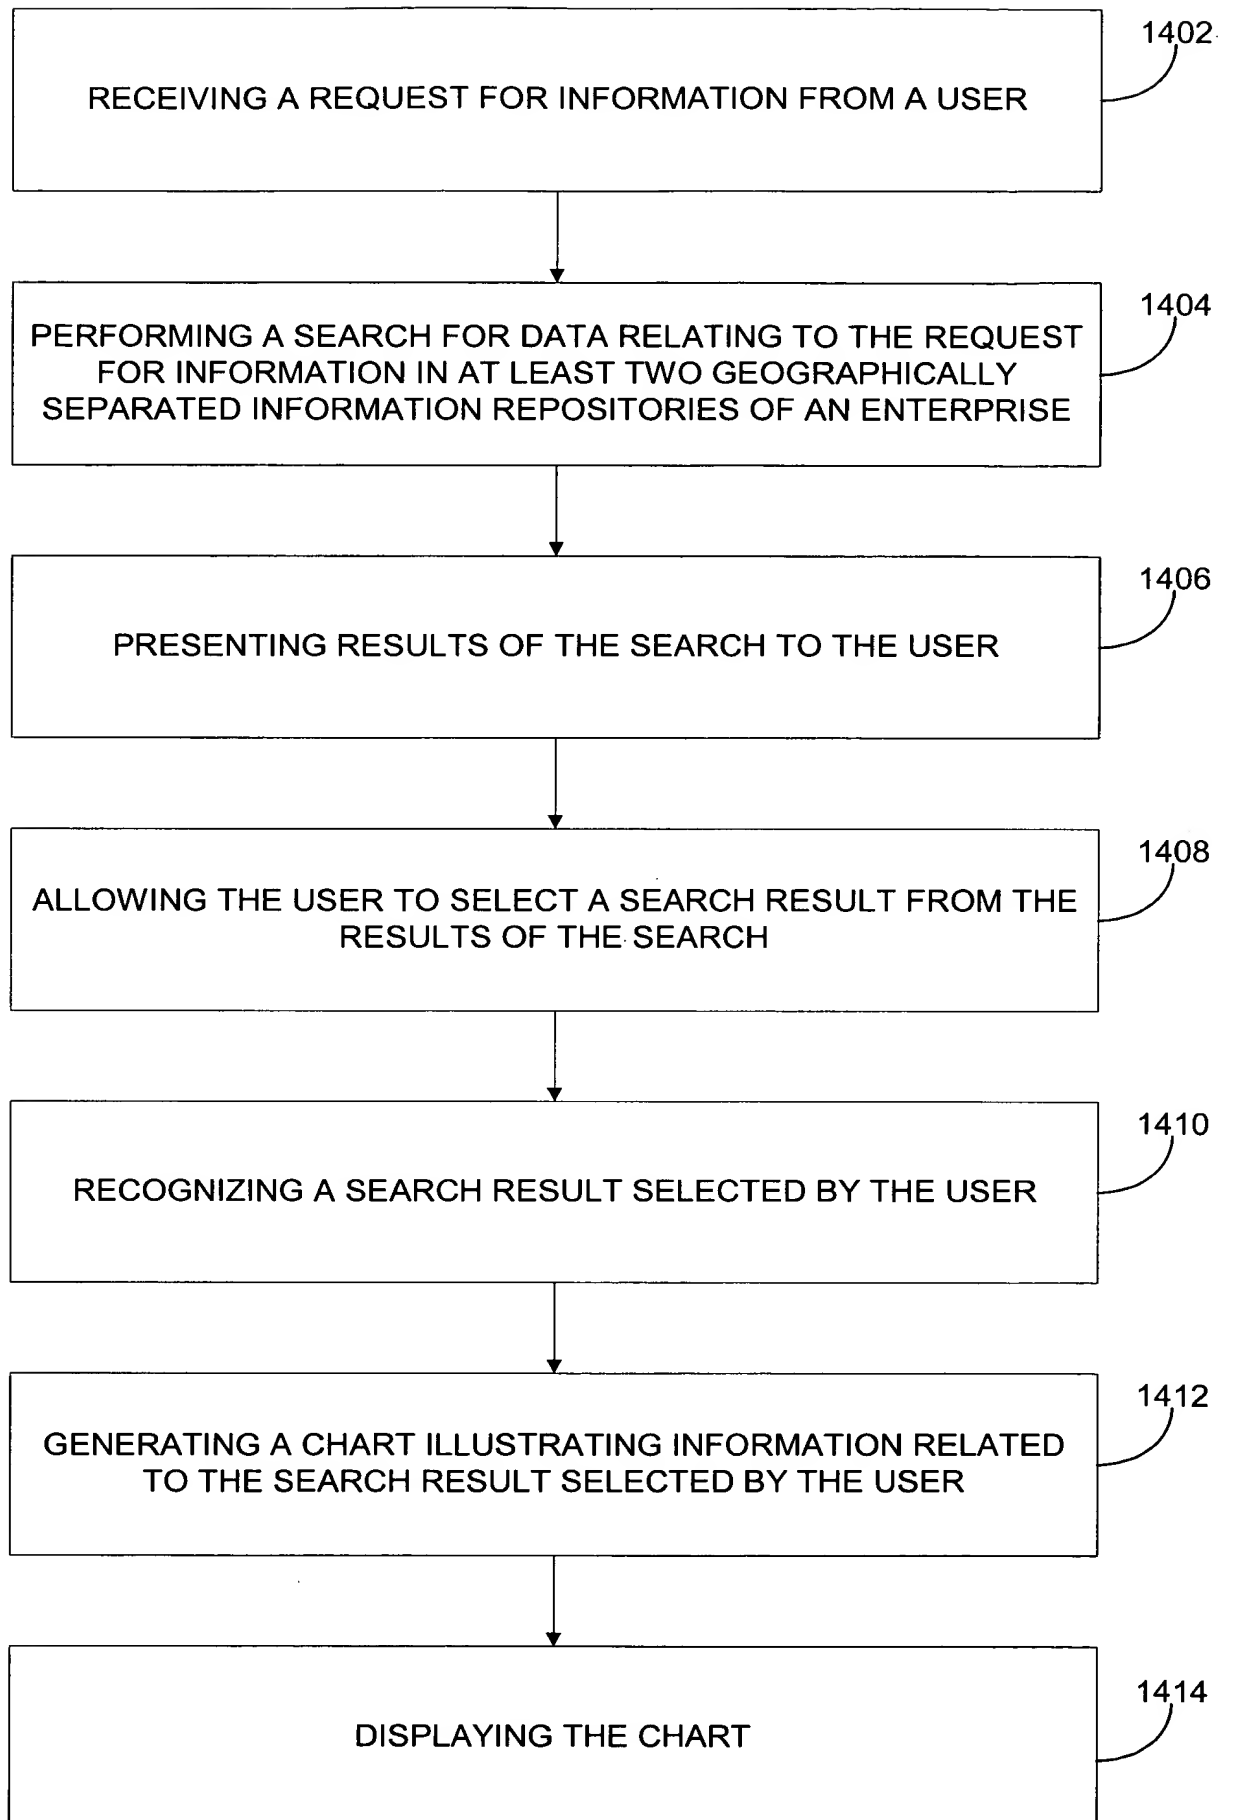 1402
RECEIVING A REQUEST FOR INFORMATION FROM A USER
1404
PERFORMING A SEARCH FOR DATA RELATING TO THE REQUEST
FOR INFORMATION IN AT LEAST TWO GEOGRAPHICALLY
SEPARATED INFORMATION REPOSITORIES OF AN ENTERPRISE
1406
PRESENTING RESULTS OF THE SEARCH TO THE USER
1408
ALLOWING THE USER TO SELECT A SEARCH RESULT FROM THE
RESULTS OF THE SEARCH
1410
RECOGNIZING A SEARCH RESULT SELECTED BY THE USER
1412
GENERATING A CHART ILLUSTRATING INFORMATION RELATED
TO THE SEARCH RESULT SELECTED BY THE USER
1414
DISPLAYING THE CHART